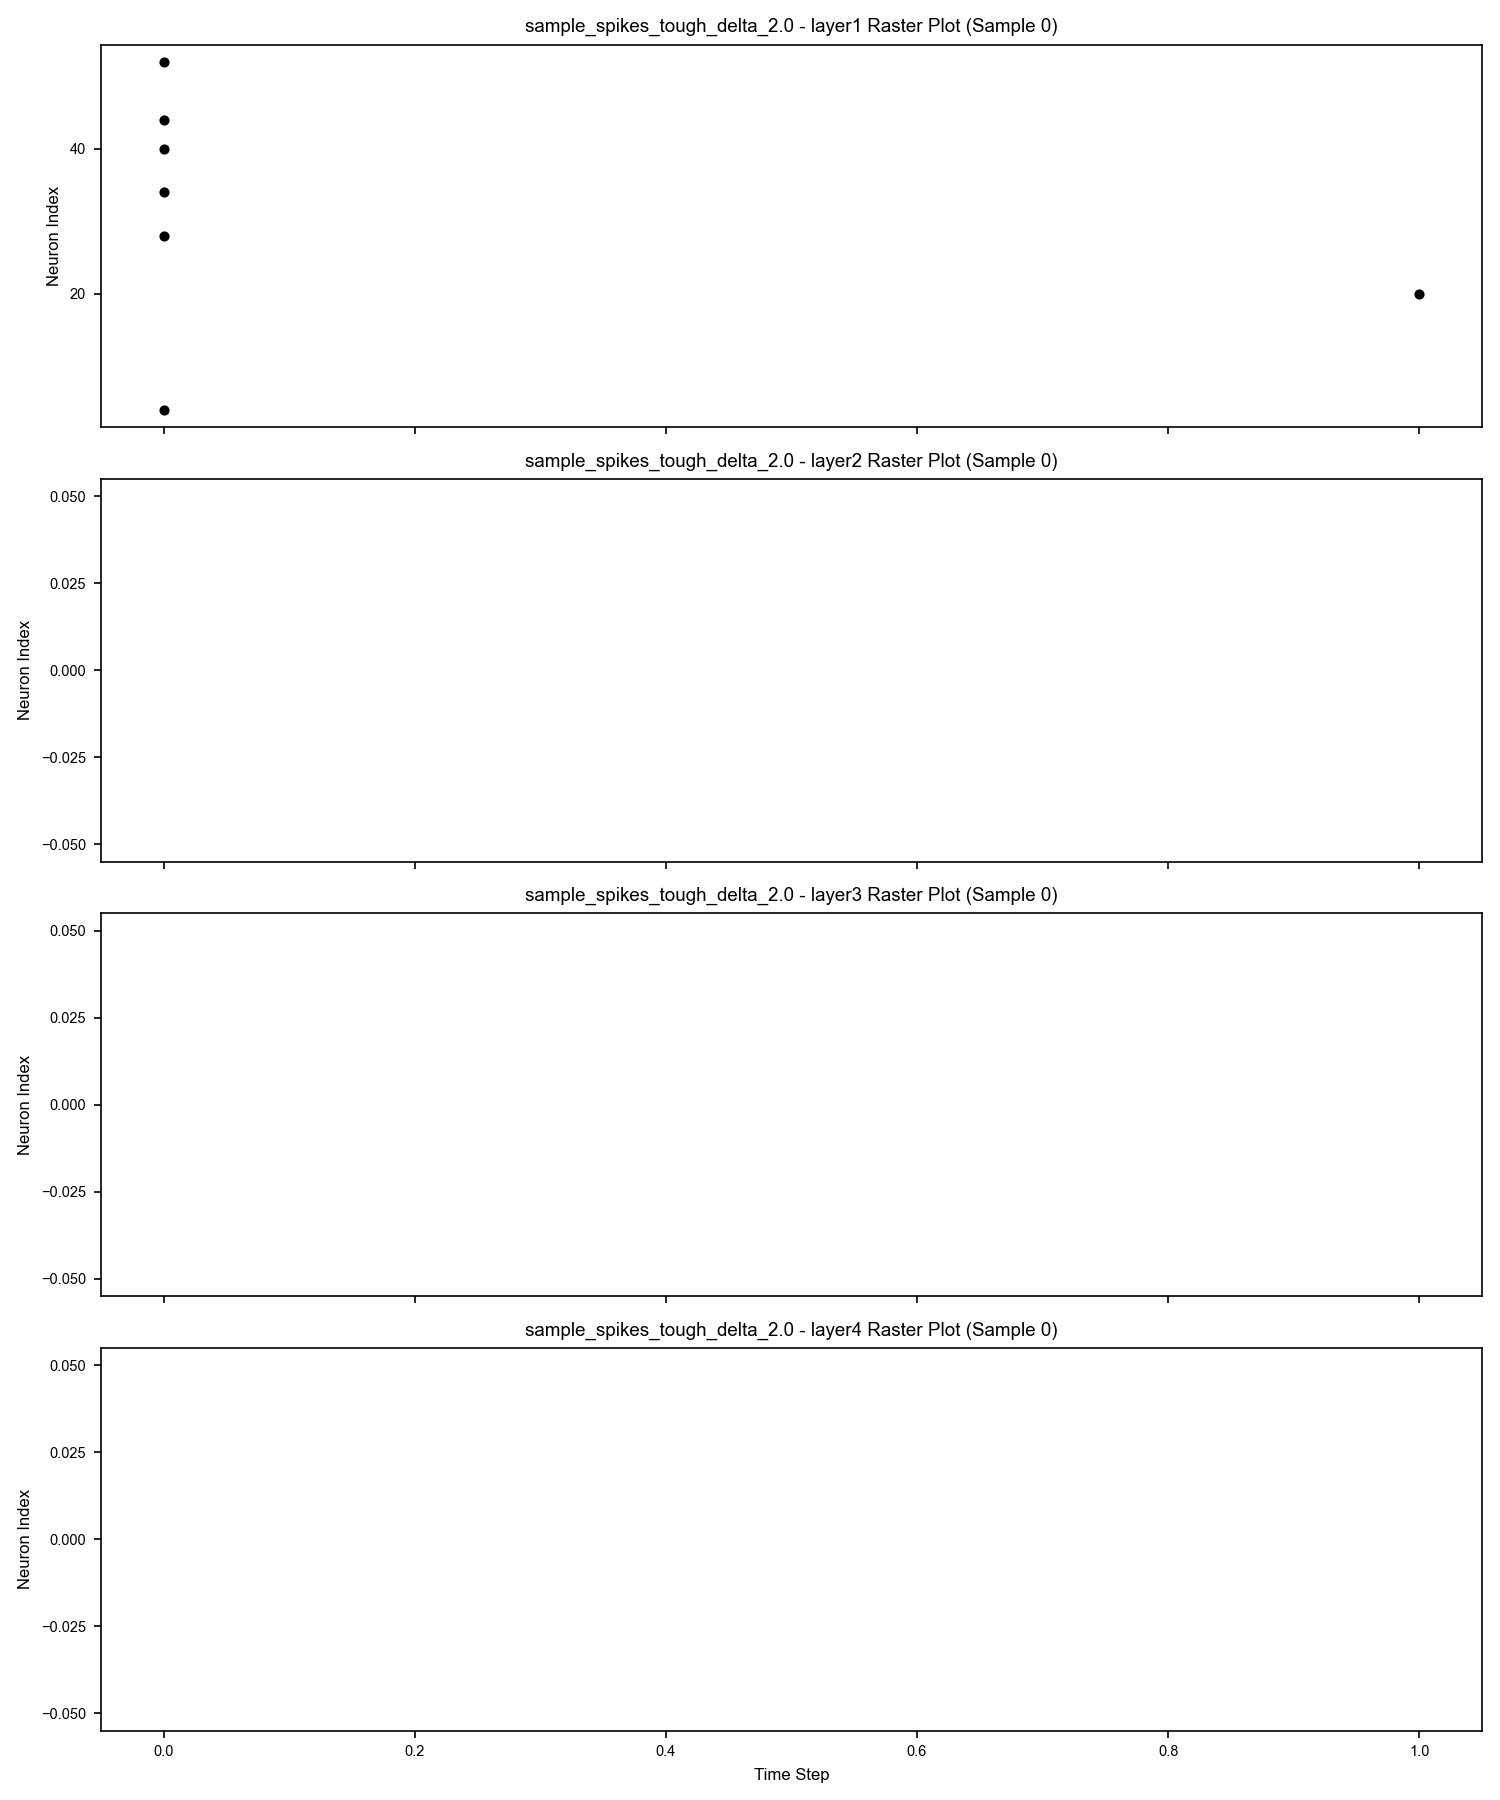 sample_spikes_tough_delta_2.0 - layer1 Raster Plot (Sample 0)
Neuron Index
40
20
sample_spikes_tough_delta_2.0 - layer2 Raster Plot (Sample 0)
Neuron Index
0.050
0.025
0.000
−0.025
−0.050
sample_spikes_tough_delta_2.0 - layer3 Raster Plot (Sample 0)
Neuron Index
0.050
0.025
0.000
−0.025
−0.050
sample_spikes_tough_delta_2.0 - layer4 Raster Plot (Sample 0)
Neuron Index
0.050
0.025
0.000
−0.025
−0.050
0.0 0.2 0.4 0.6 0.8 1.0
Time Step